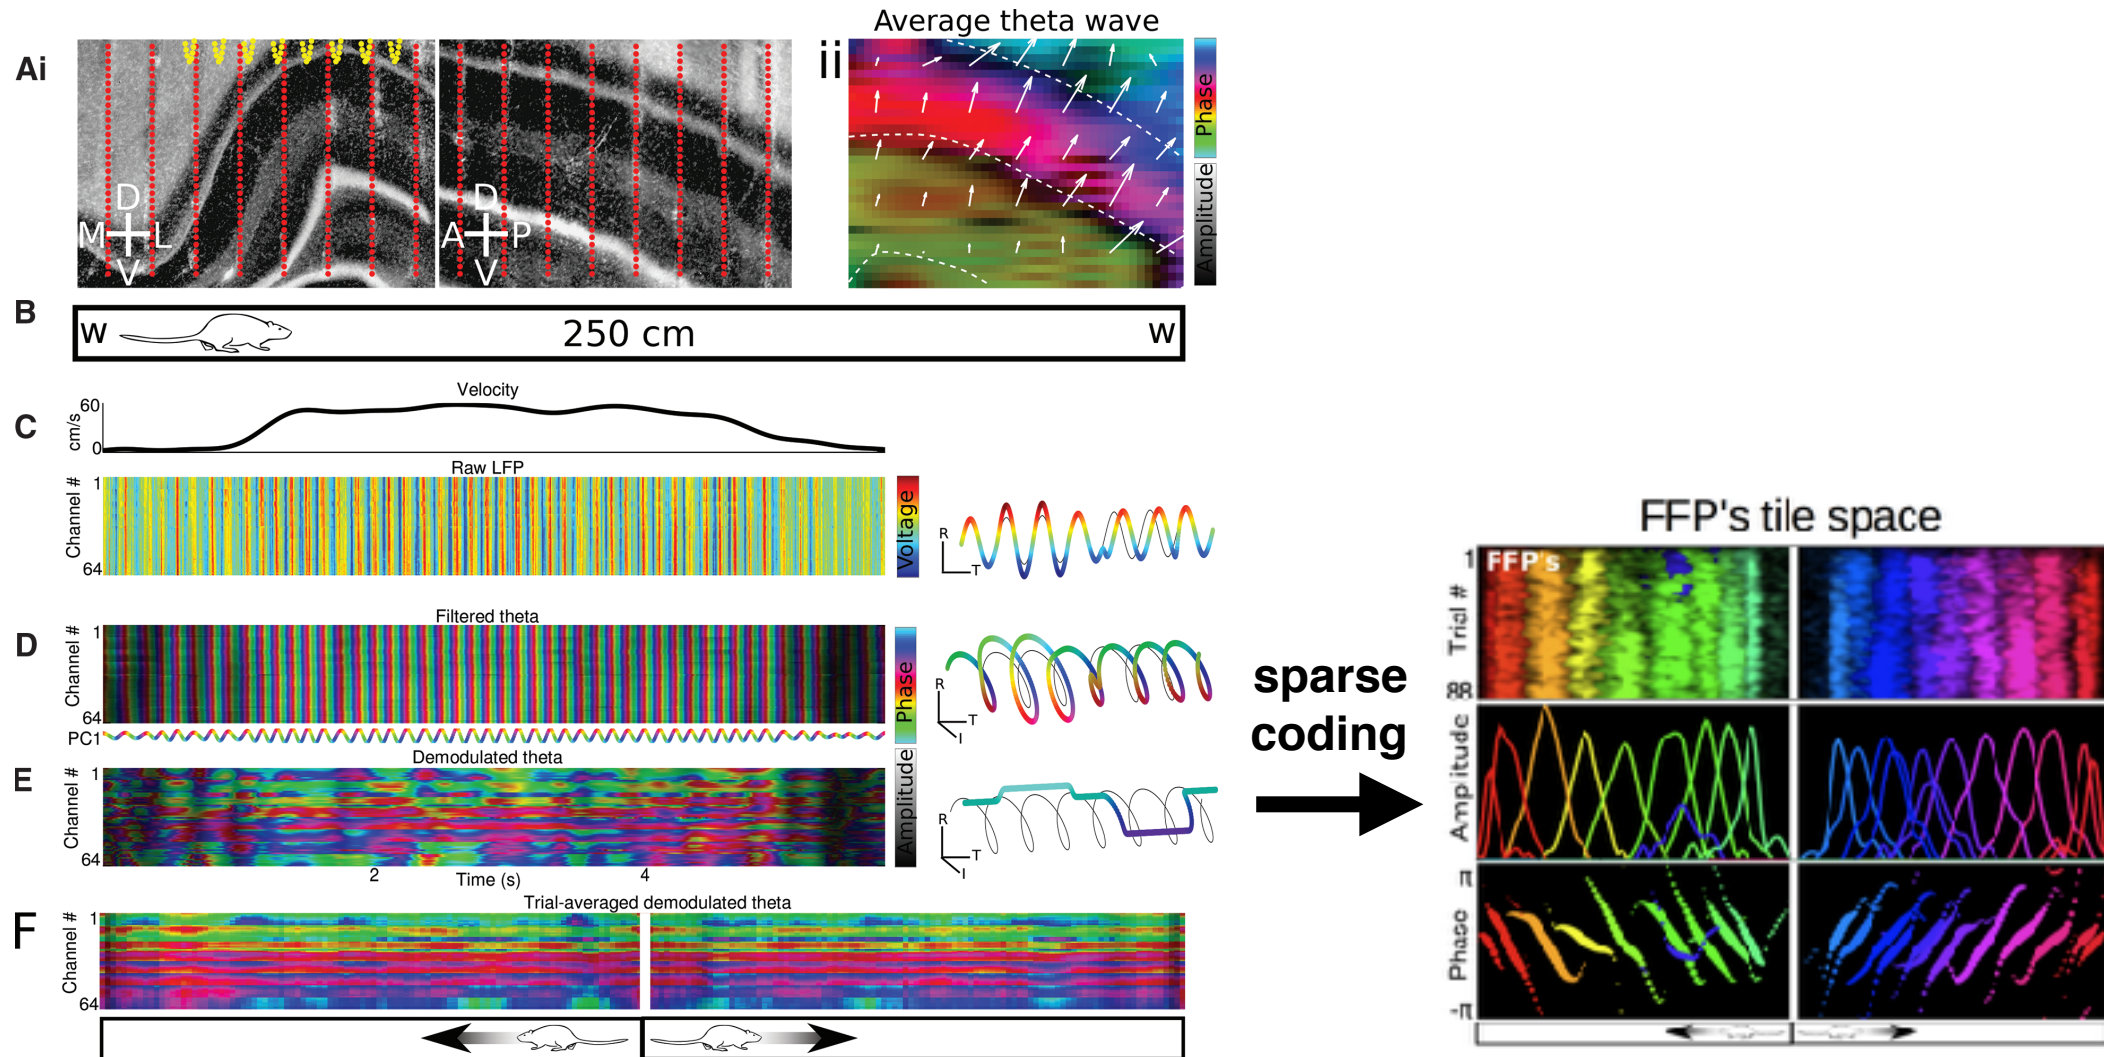 Ai
D
M L
V
D
A P
V
ii
Average theta wave
Phase
Amplitude
B
W
250 cm
W
C
Velocity
60
cm/s
0
Raw LFP
Channel #
1
64
Voltage
R
T
D
Filtered theta
Channel #
1
64
PC1
Phase
R
T
I
E
Demodulated theta
Channel #
1
64
Amplitude
2
Time (s)
4
R
T
I
F
Trial-averaged demodulated theta
Channel #
1
64
sparse
coding
FFP's tile space
FFP's
Trial #
1
88
Amplitude
Phase
π
-π